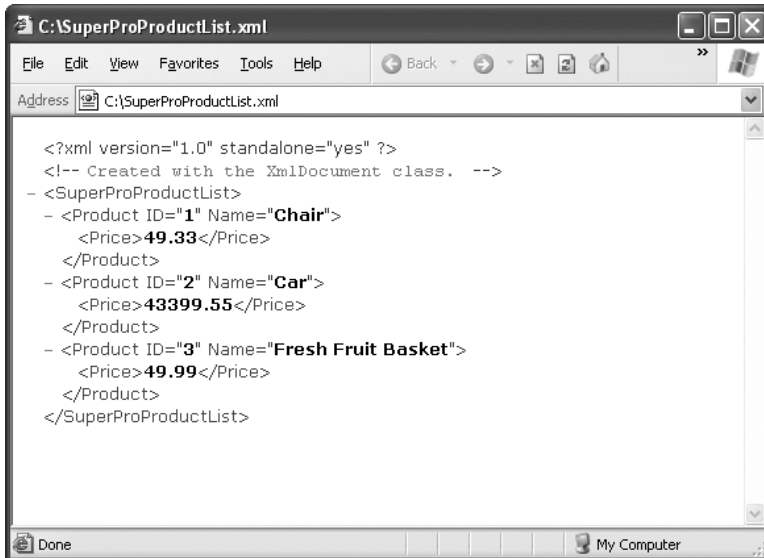 C:\SuperProProductList.xml
File Edit View Favorites Tools Help Back »
Address C:\SuperProProductList.xml
<?xml version="1.0" standalone="yes" ?>
<!-- Created with the XmlDocument class. -->
– <SuperProProductList>
– <Product ID="1" Name="Chair">
<Price>49.33</Price>
</Product>
– <Product ID="2" Name="Car">
<Price>43399.55</Price>
</Product>
– <Product ID="3" Name="Fresh Fruit Basket">
<Price>49.99</Price>
</Product>
</SuperProProductList>
Done My Computer